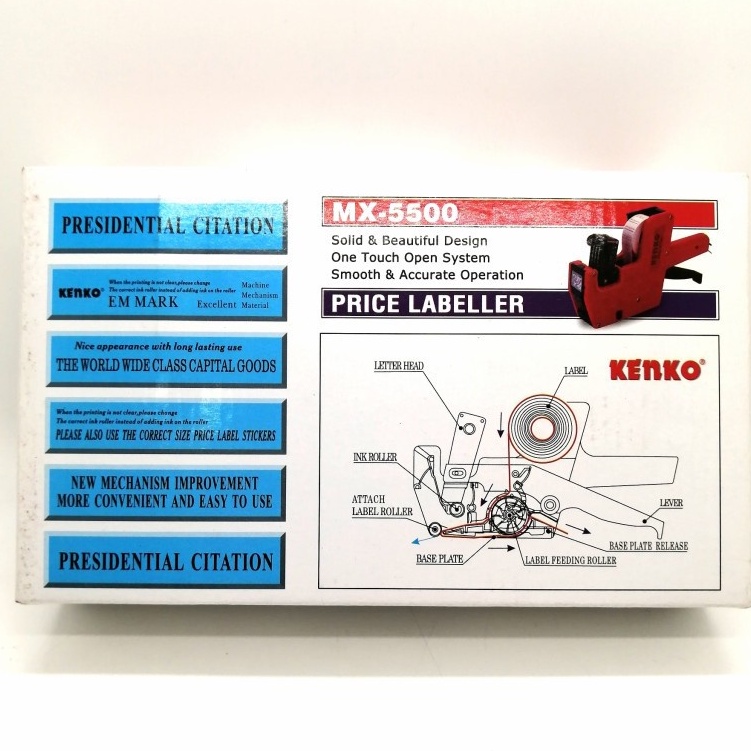 PRESIDENTIAL CITATION
KENKO®
When the printing is not clear,please change
The correct ink roller instead of adding ink on the roller
EM MARK
Excellent
Machine
Mechanism
Material
Nice appearance with long lasting use
THE WORLD WIDE CLASS CAPITAL GOODS
When the printing is not clear,please change
The correct ink roller instead of adding ink on the roller
PLEASE ALSO USE THE CORRECT SIZE PRICE LABEL STICKERS
NEW MECHANISM IMPROVEMENT
MORE CONVENIENT AND EASY TO USE
PRESIDENTIAL CITATION
MX-5500
Solid & Beautiful Design
One Touch Open System
Smooth & Accurate Operation
PRICE LABELLER
KENKO
KENKO®
LETTER HEAD
LABEL
INK ROLLER
ATTACH
LABEL ROLLER
LEVER
BASE PLATE
BASE PLATE RELEASE
LABEL FEEDING ROLLER